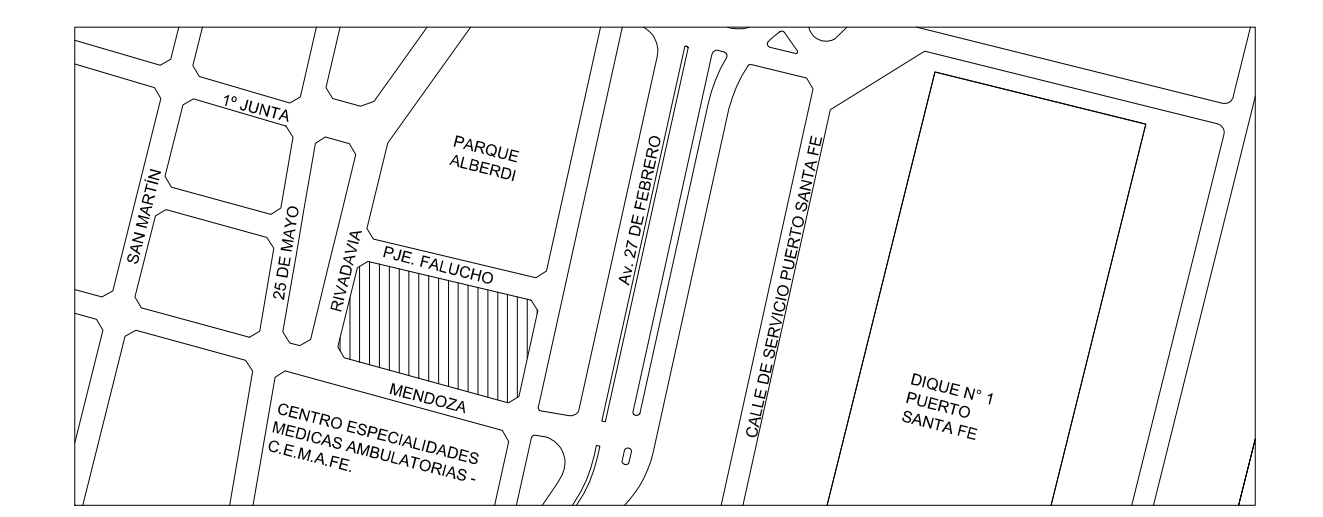 1º JUNTA
PARQUE
ALBERDI
SAN MARTÍN
25 DE MAYO
RIVADAVIA
PJE. FALUCHO
Av. 27 DE FEBRERO
CALLE DE SERVICIO PUERTO SANTA FE
MENDOZA
CENTRO ESPECIALIDADES
MEDICAS AMBULATORIAS -
C.E.M.A.FE.
DIQUE N° 1
PUERTO
SANTA FE